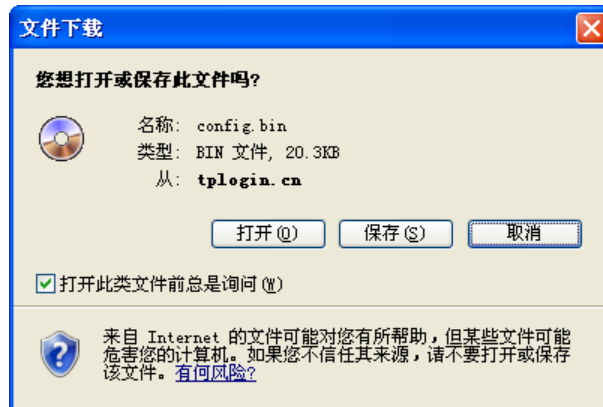 文件下载
您想打开或保存此文件吗?
名称: config.bin
类型: BIN 文件, 20.3KB
从: tplogin.cn
打开(O) 保存(S) 取消
打开此类文件前总是询问(W)
来自 Internet 的文件可能对您有所帮助,但某些文件可能
危害您的计算机。如果您不信任其来源,请不要打开或保存
该文件。有何风险?